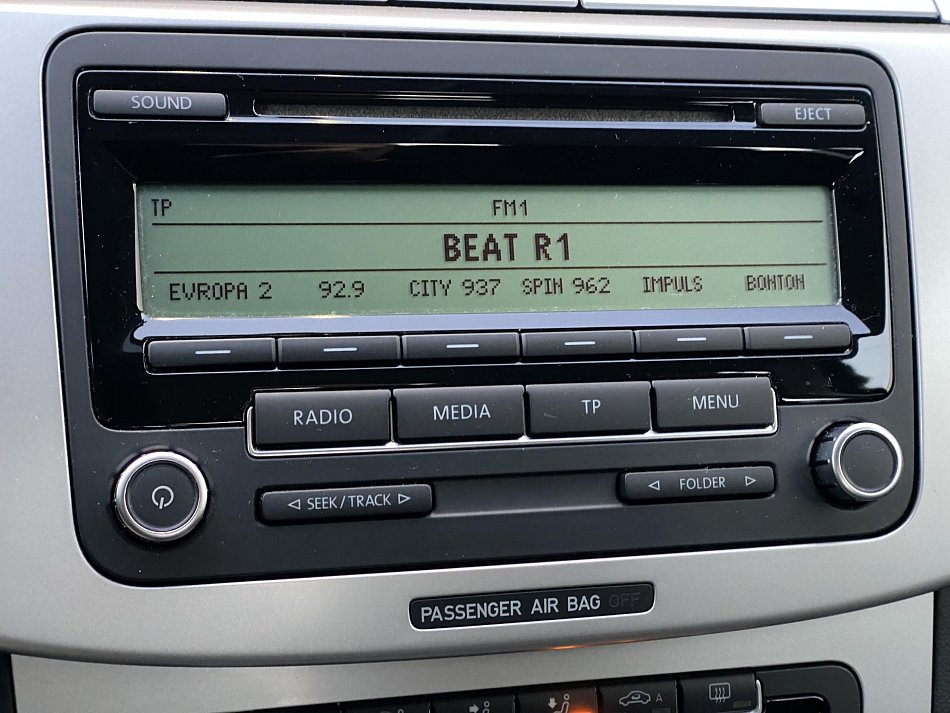 SOUND EJECT
TP FM1
BEAT R1
EVROPA 2 92.9 CITY 937 SPIN 962 IMPULS BONTON
RADIO MEDIA TP MENU
◁ SEEK/TRACK ▷ ◁ FOLDER ▷
PASSENGER AIR BAG OFF
A